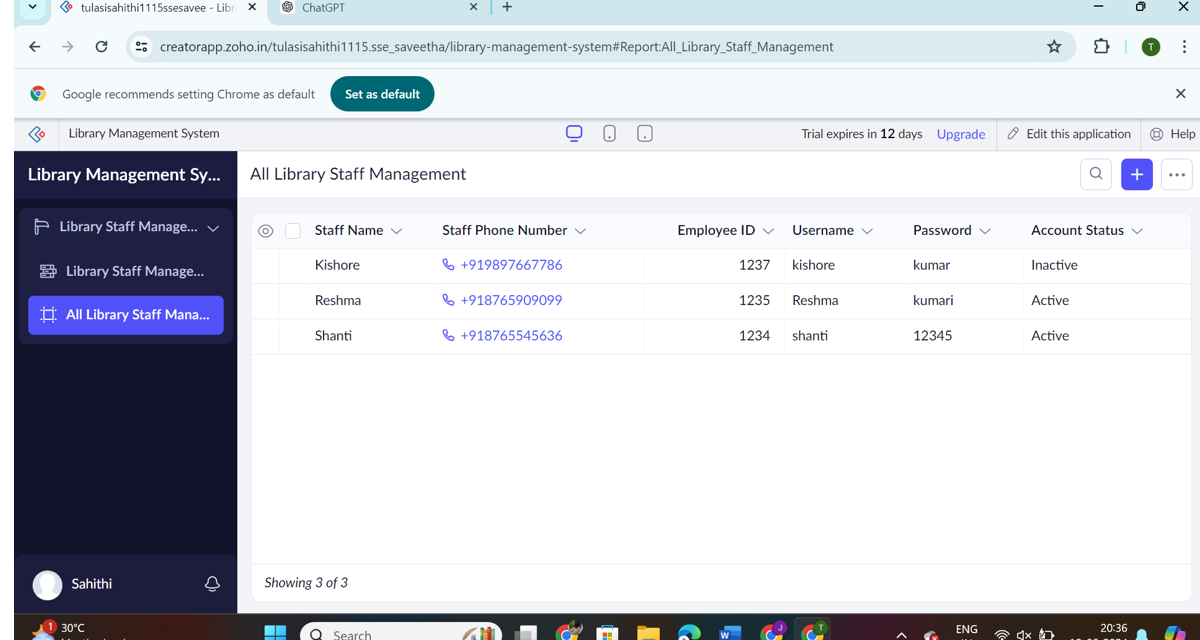 tulasisahithi1115ssesavee - Libr
ChatGPT
creatorapp.zoho.in/tulasisahithi1115.sse_saveetha/library-management-system#Report:All_Library_Staff_Management
T
Google recommends setting Chrome as default
Set as default
Library Management System
Trial expires in 12 days Upgrade
Edit this application
Help
Library Management Sy...
All Library Staff Management
Library Staff Manage...
Library Staff Manage...
All Library Staff Mana...
Staff Name Staff Phone Number Employee ID Username Password Account Status
Kishore +919897667786 1237 kishore kumar Inactive
Reshma +918765909099 1235 Reshma kumari Active
Shanti +918765545636 1234 shanti 12345 Active
Showing 3 of 3
Sahithi
1
30°C
Search
W
J
T
ENG
20:36